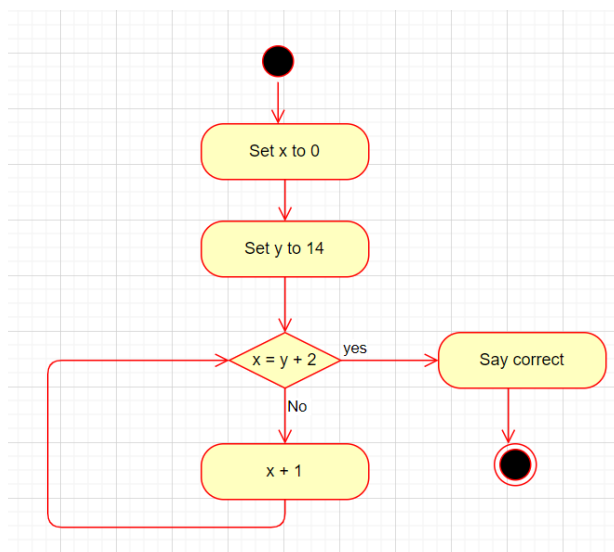 Set x to 0
Set y to 14
x = y + 2
yes
Say correct
No
x + 1